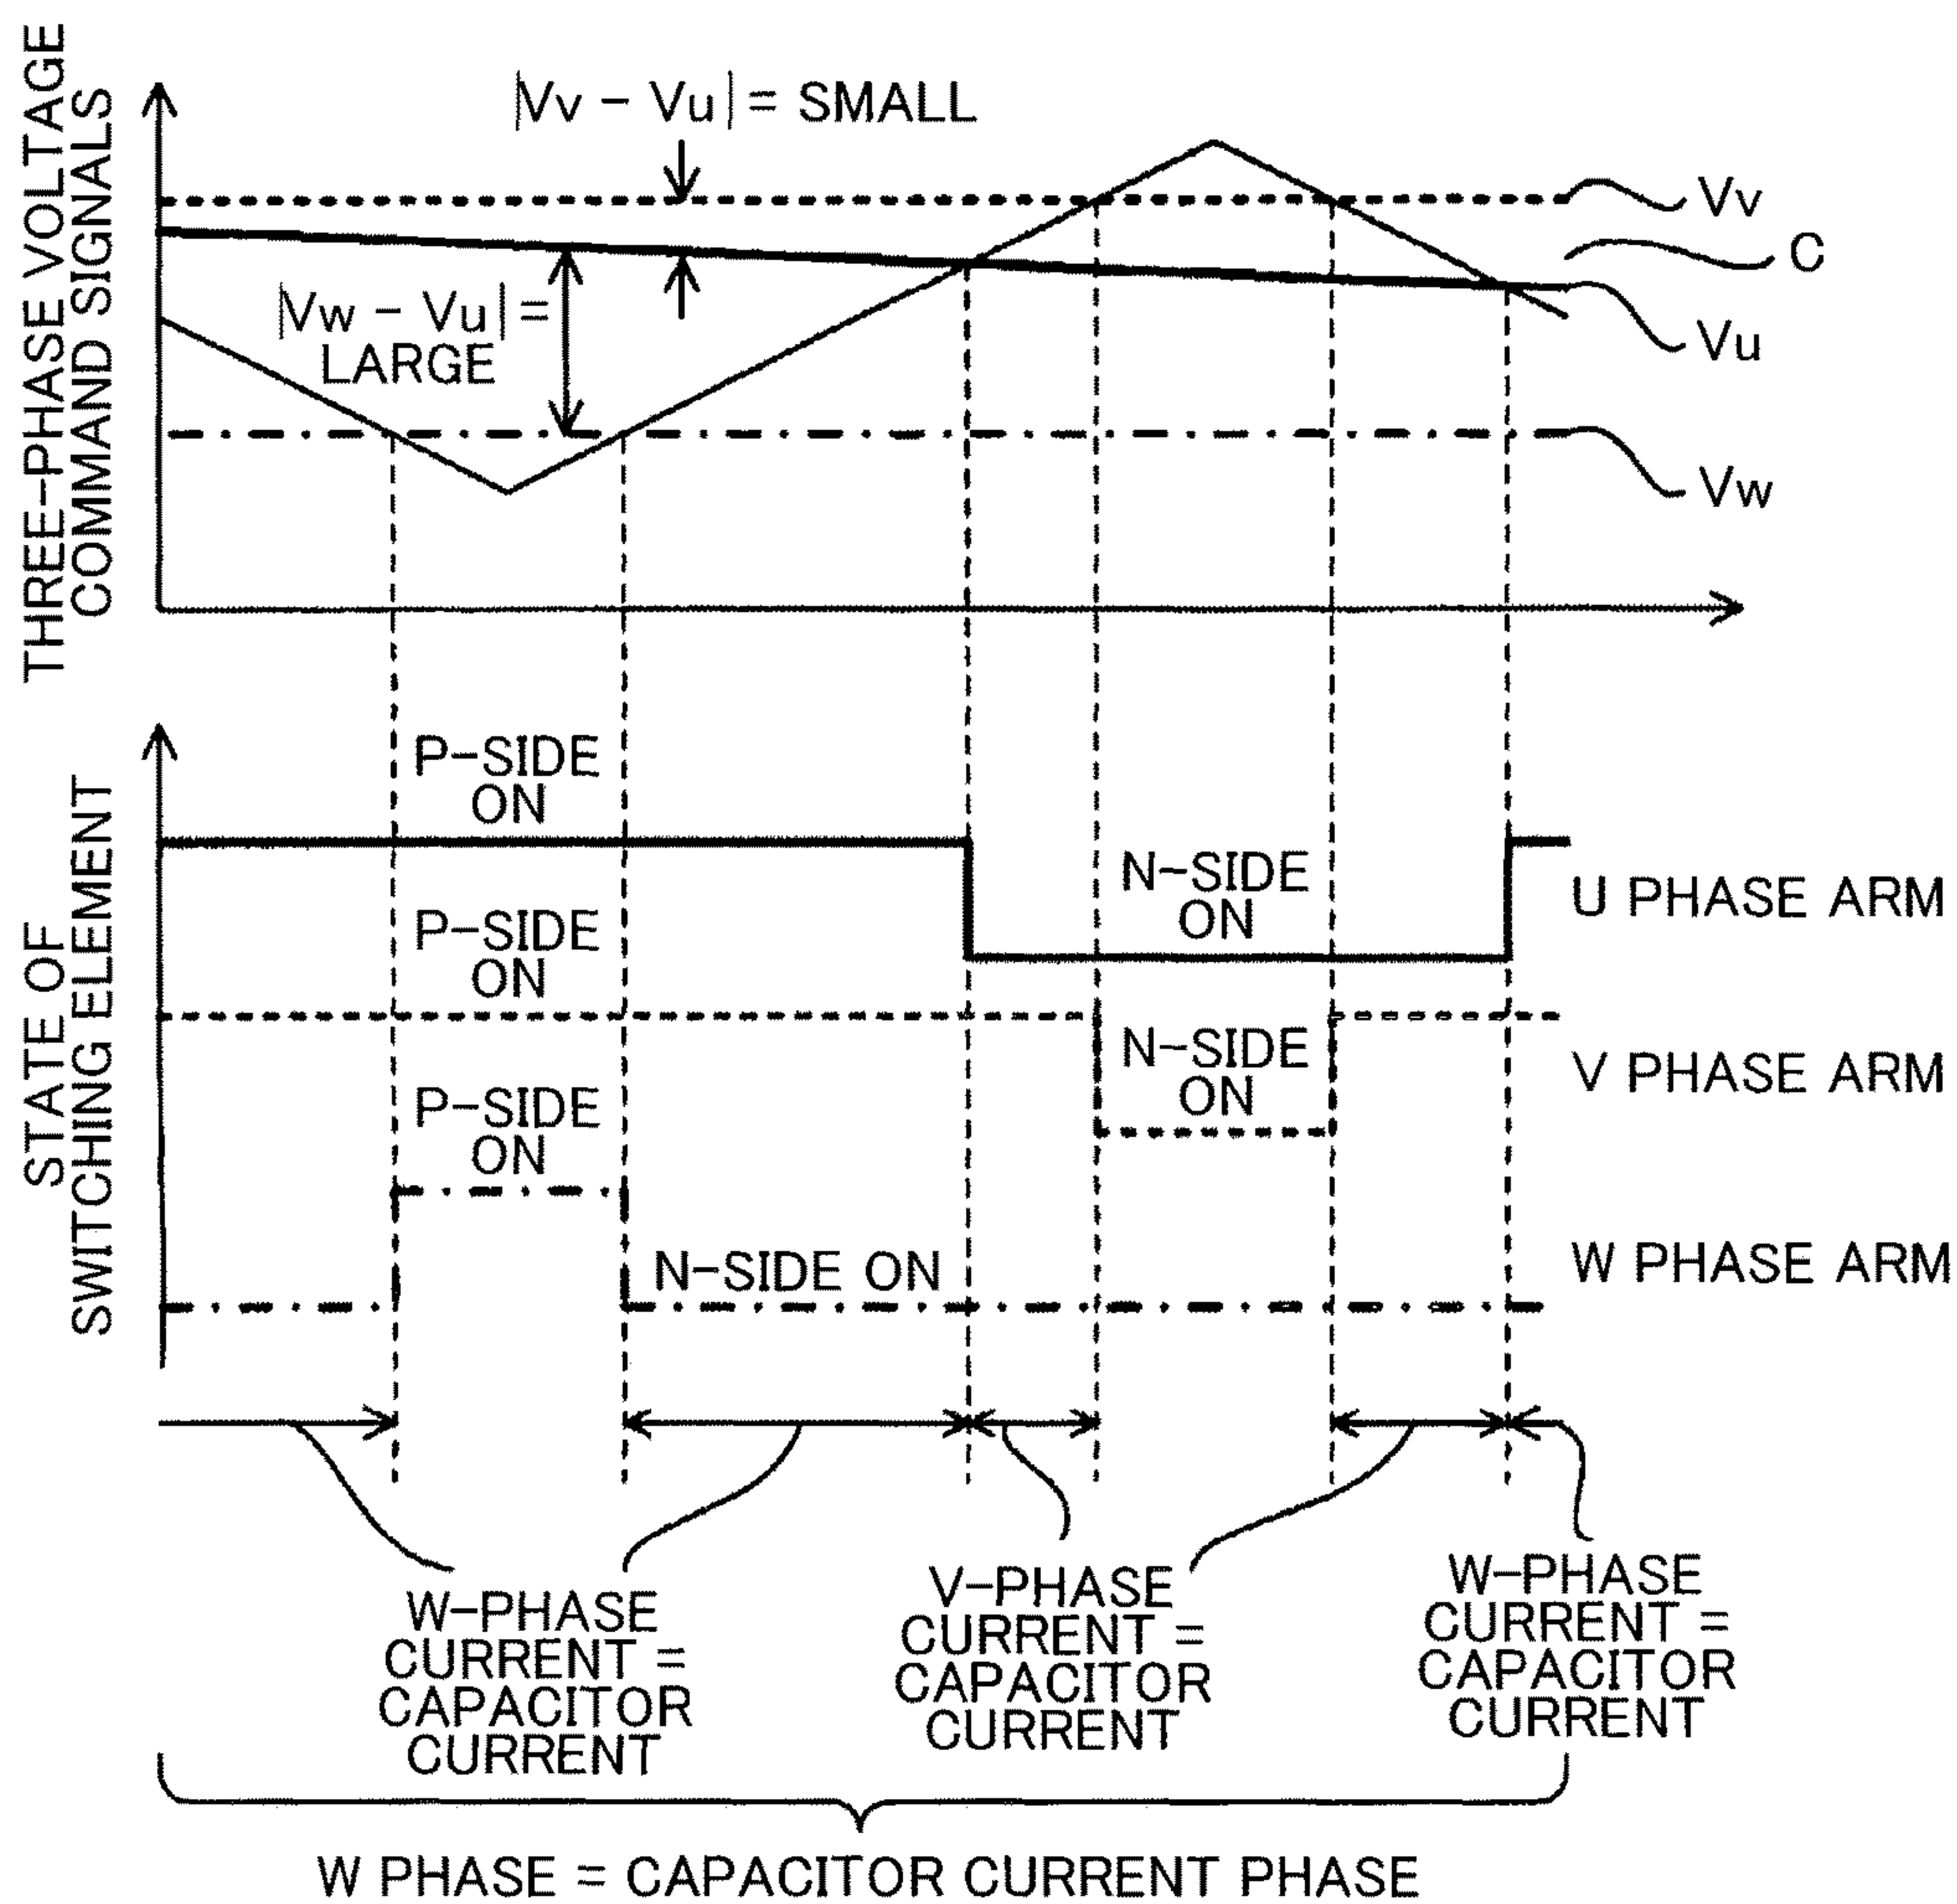 THREE-PHASE VOLTAGE
COMMAND SIGNALS
|Vv - Vu| = SMALL
|Vw - Vu| =
LARGE
Vv
C
Vu
Vw
STATE OF
SWITCHING ELEMENT
P-SIDE
ON
N-SIDE
ON
U PHASE ARM
P-SIDE
ON
N-SIDE
ON
V PHASE ARM
P-SIDE
ON
N-SIDE ON
W PHASE ARM
W-PHASE
CURRENT =
CAPACITOR
CURRENT
V-PHASE
CURRENT =
CAPACITOR
CURRENT
W-PHASE
CURRENT =
CAPACITOR
CURRENT
W PHASE = CAPACITOR CURRENT PHASE